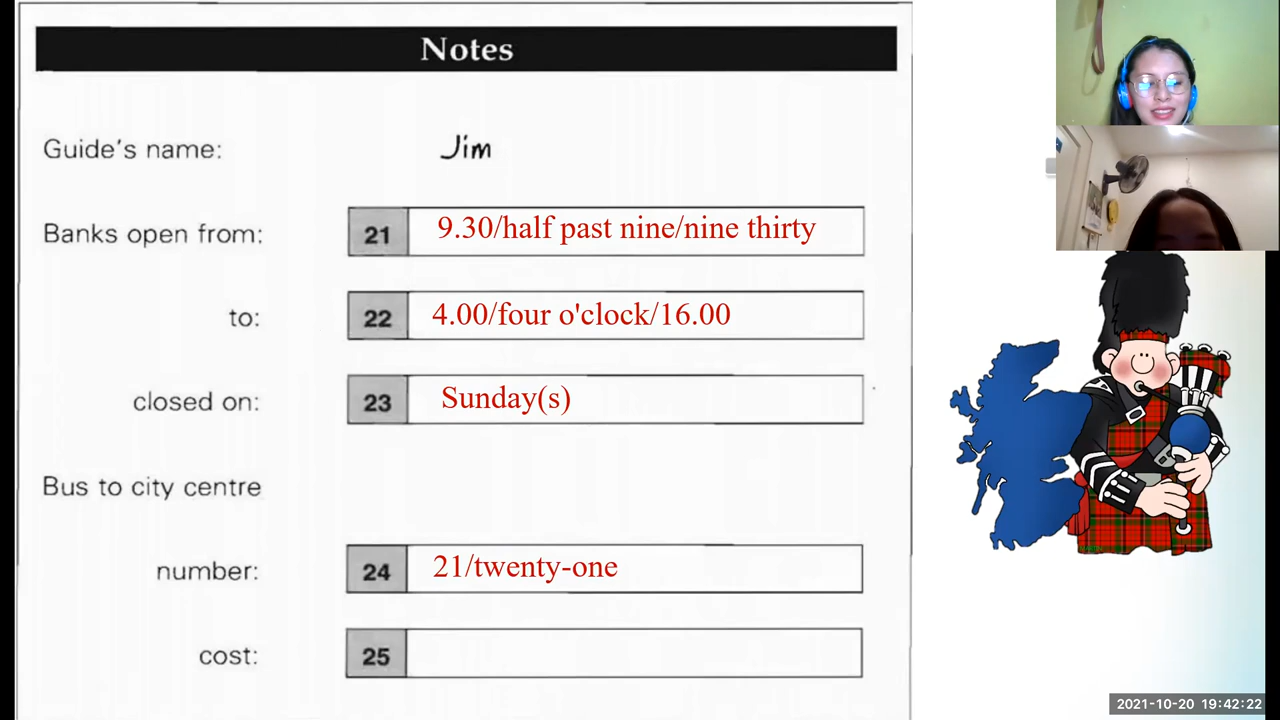 Notes
Guide's name: Jim
Banks open from: 21 9.30/half past nine/nine thirty
to: 22 4.00/four o'clock/16.00
closed on: 23 Sunday(s)
Bus to city centre
number: 24 21/twenty-one
cost: 25
2021-10-20 19:42:22